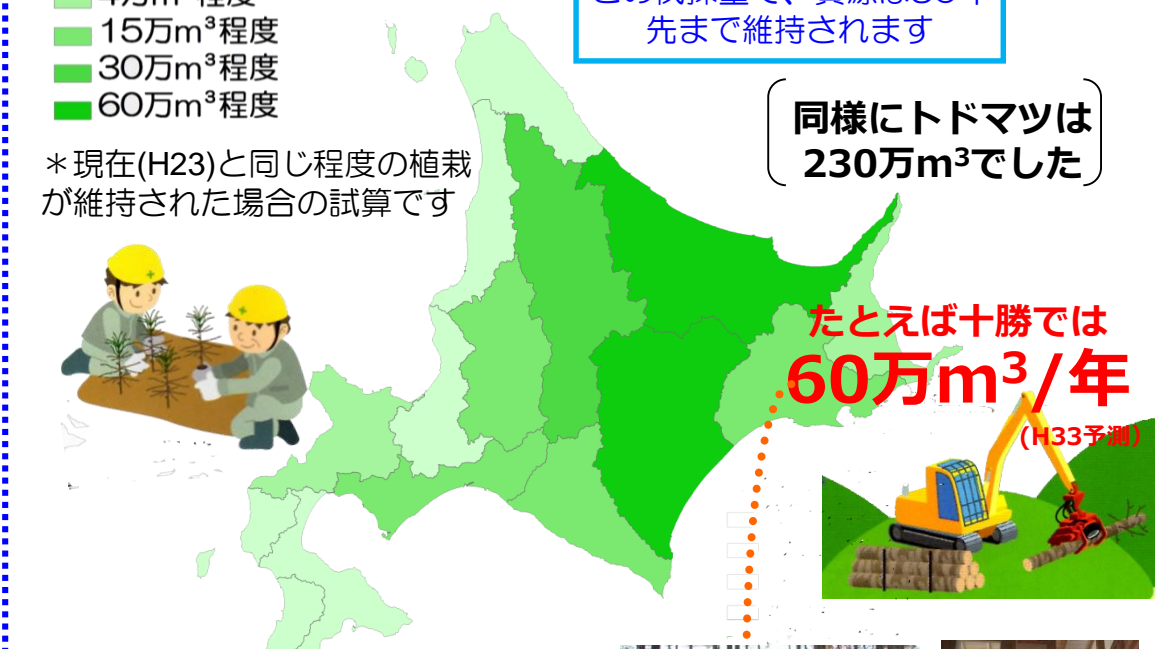 15万m³程度
30万m³程度
60万m³程度
*現在(H23)と同じ程度の植栽
が維持された場合の試算です
先まで維持されます
同様にトドマツは
230万m³でした
たとえば十勝では
60万m³/年
(H33予測)